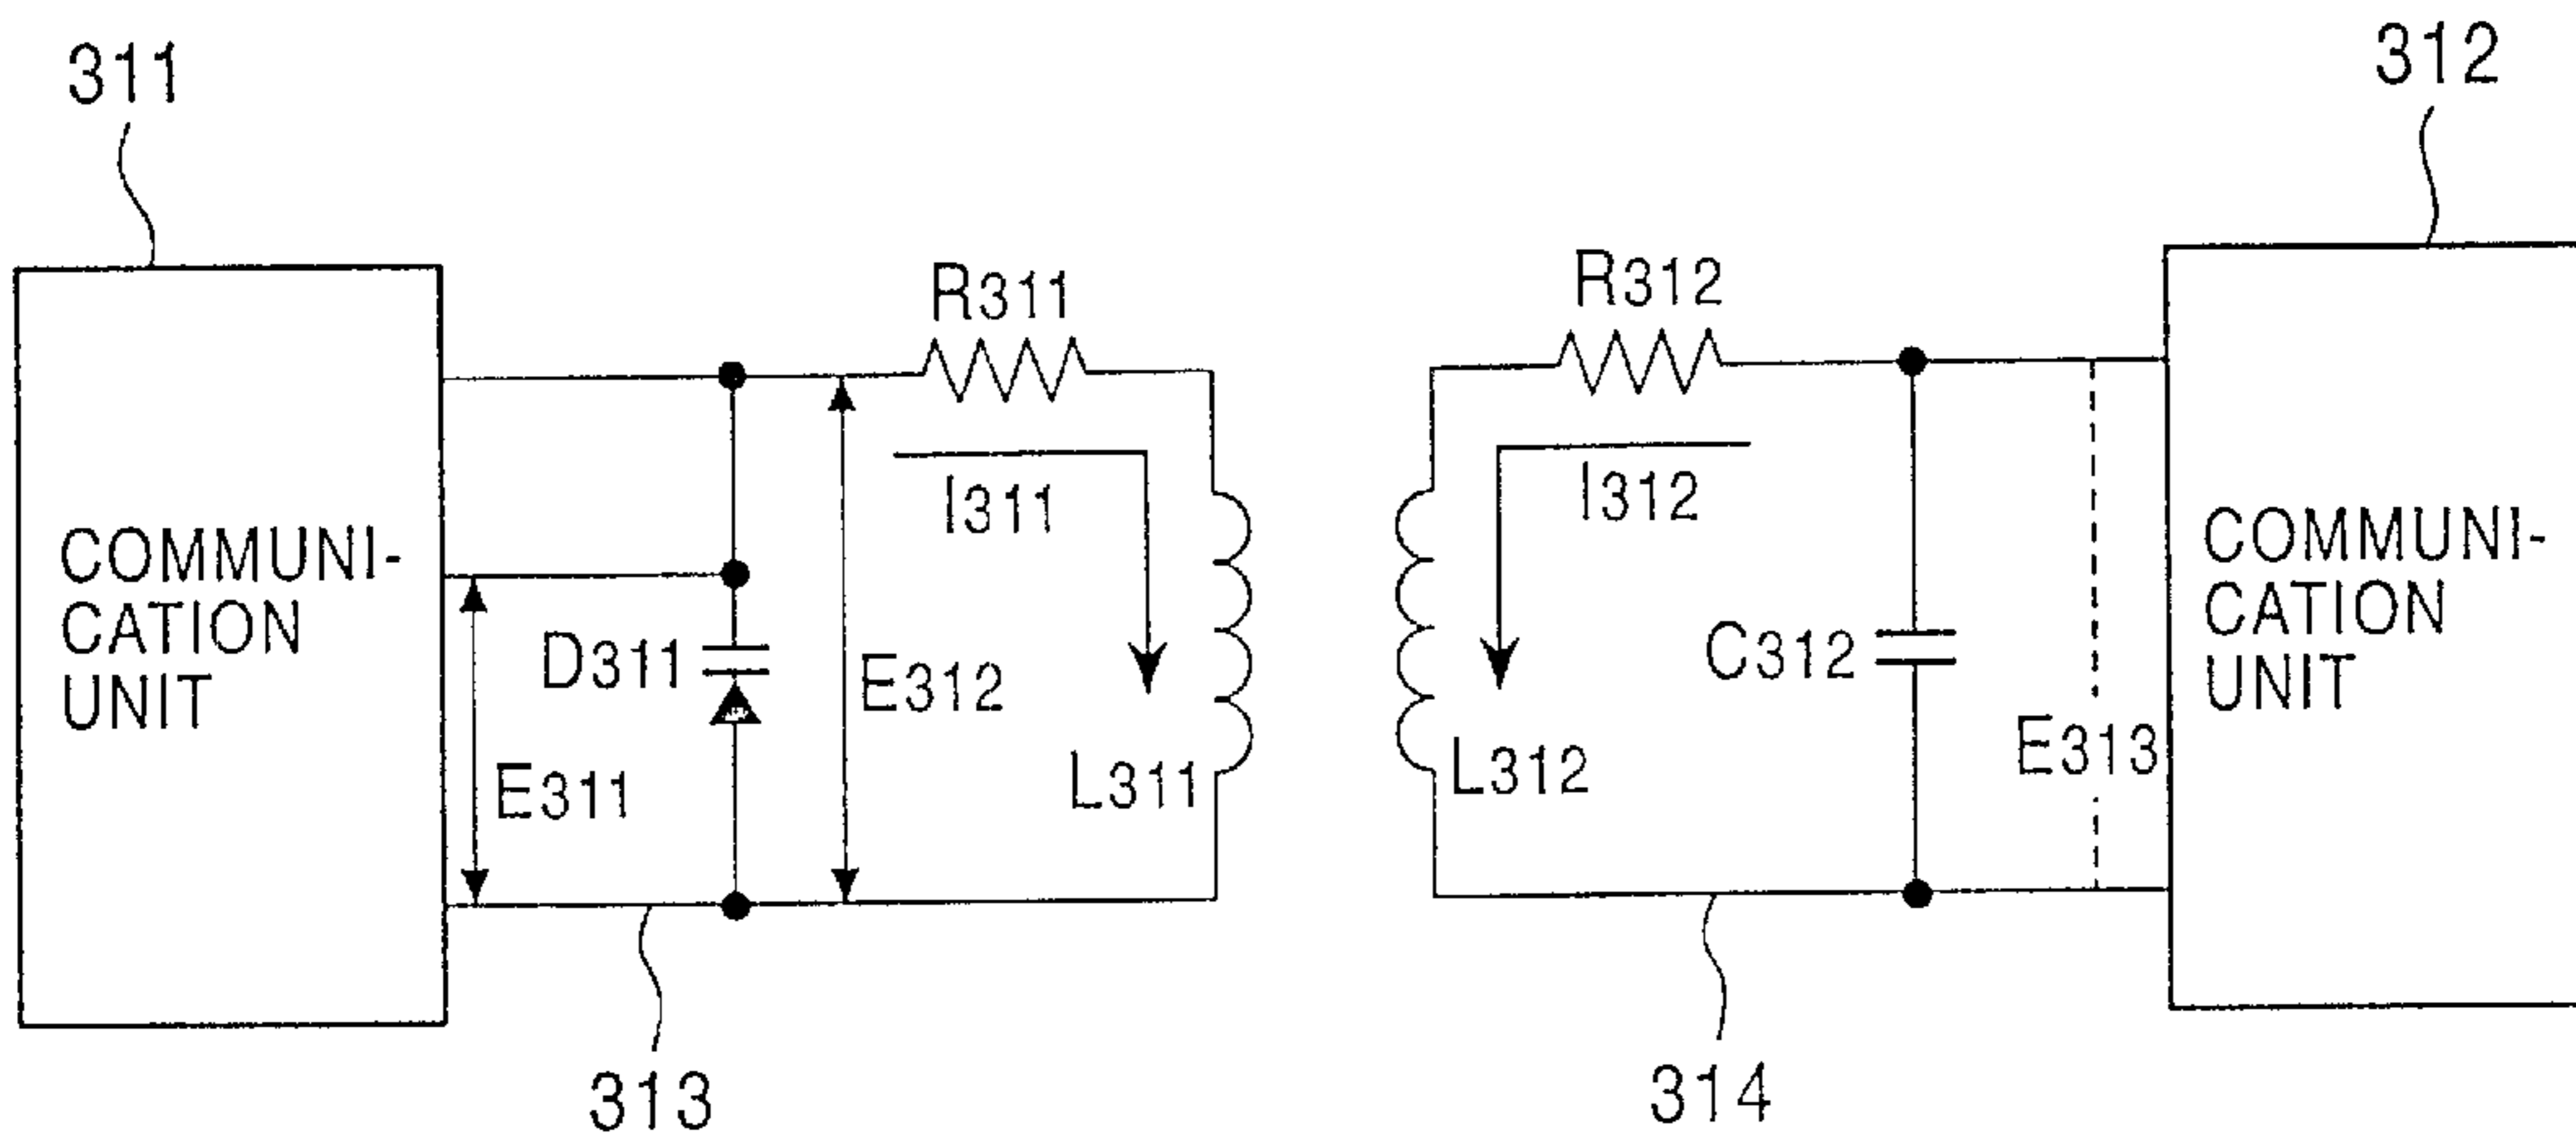 311
312
R311
R312
I311
I312
COMMUNI-
CATION
UNIT
D311
E312
E311
L311
L312
C312
E313
COMMUNI-
CATION
UNIT
313
314